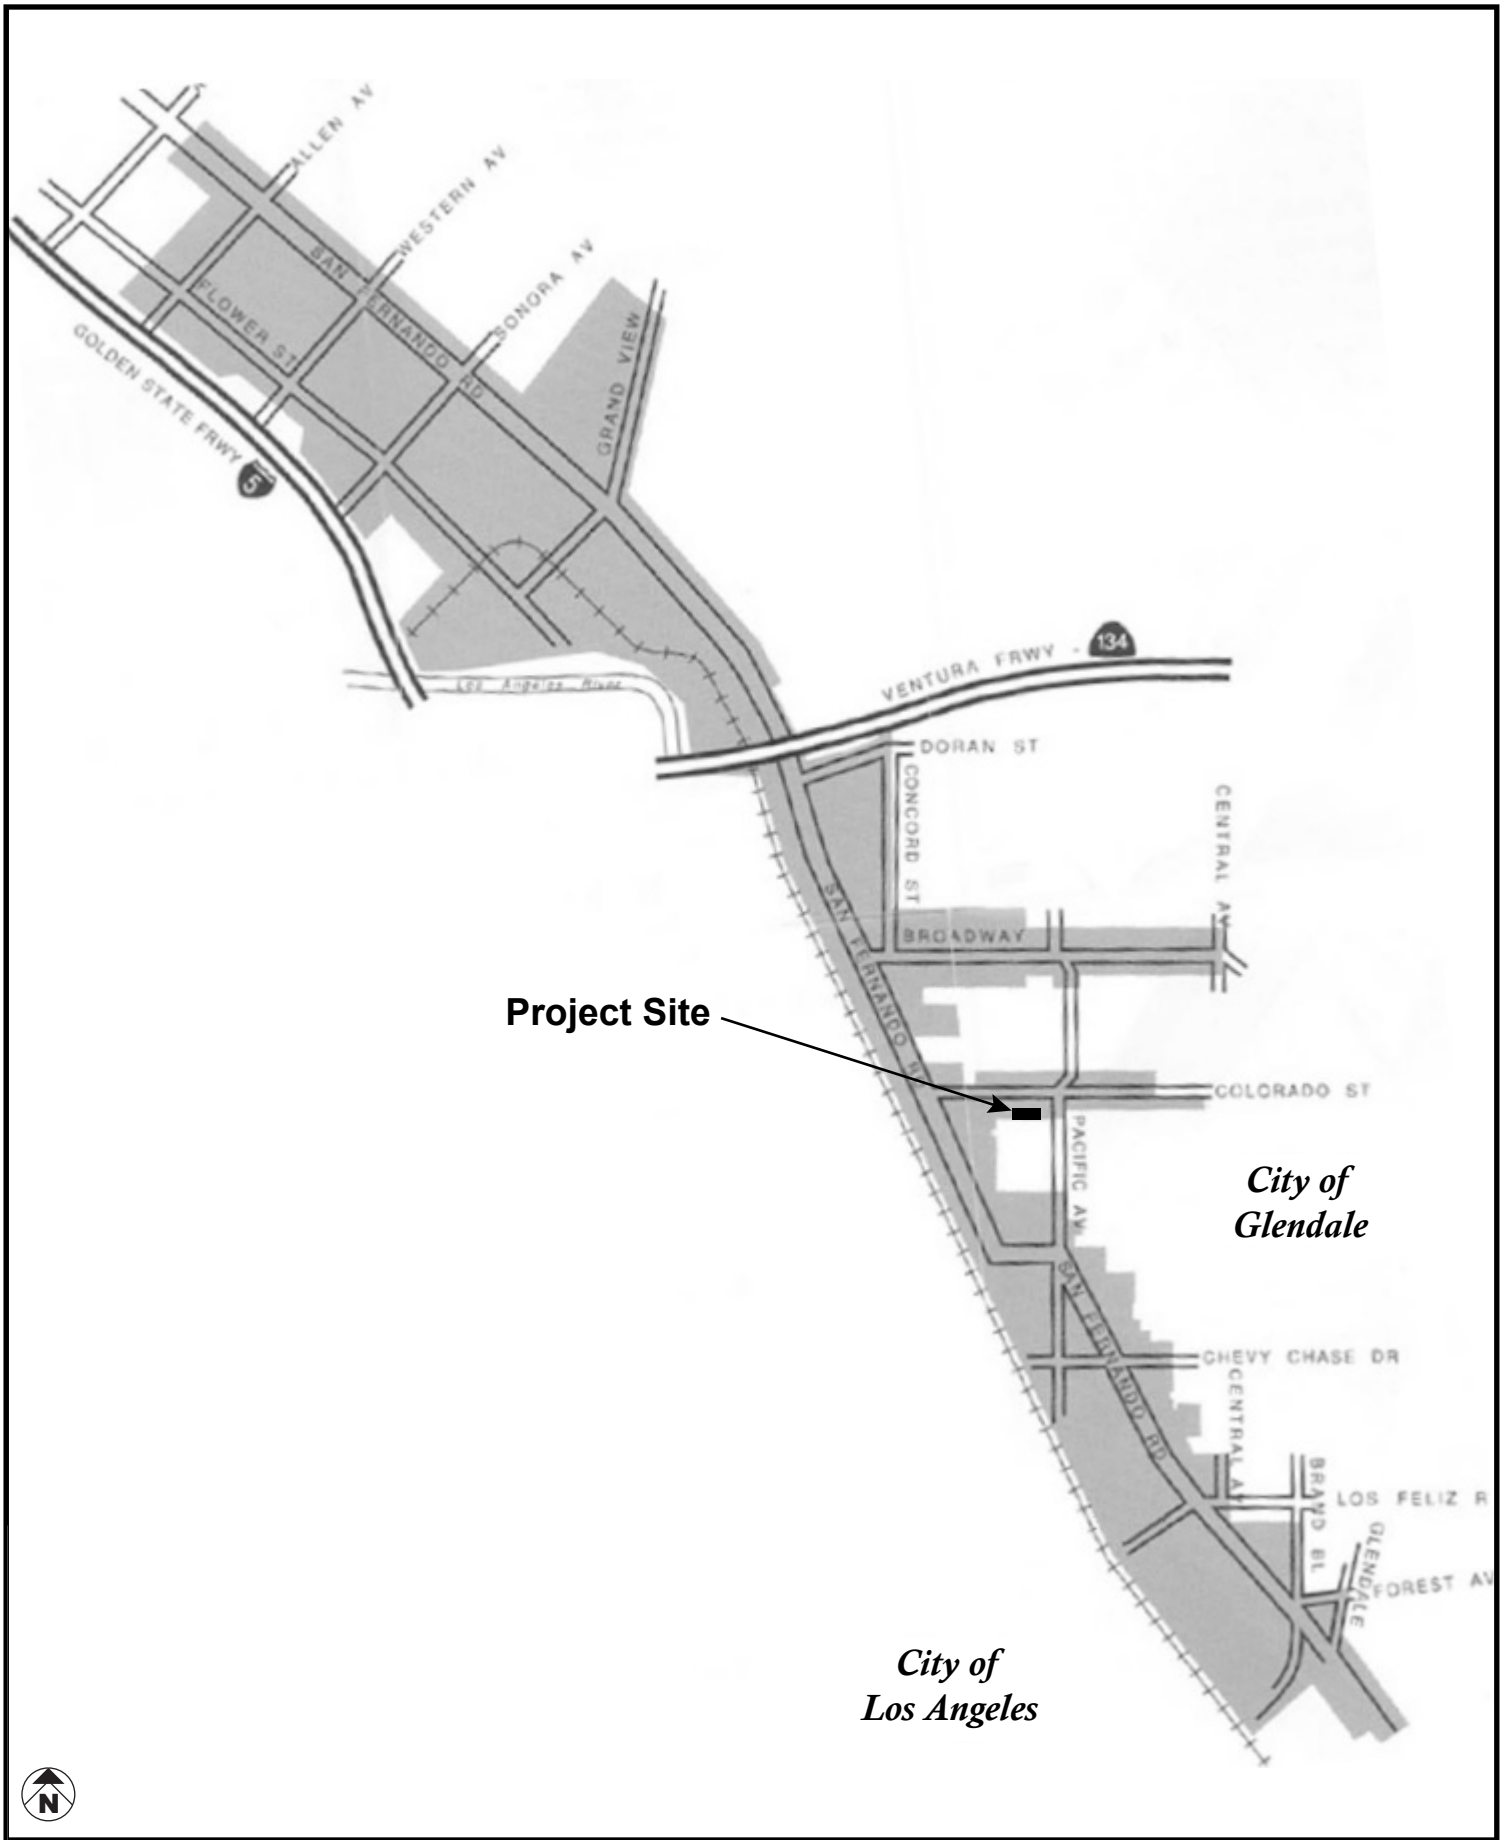 ALLEN AV
WESTERN AV
SONORA AV
SAN FERNANDO RD
FLOWER ST
GRAND VIEW
GOLDEN STATE FRWY
5
134
VENTURA FRWY -
Los Angeles River
DORAN ST
CONCORD ST
CENTRAL AV
SAN FERNANDO RD
BROADWAY
Project Site
COLORADO ST
PACIFIC AV
City of
Glendale
SAN FERNANDO RD
CHEVY CHASE DR
CENTRAL AV
BRAND BL
LOS FELIZ R
GLENDALE
FOREST AV
City of
Los Angeles
N